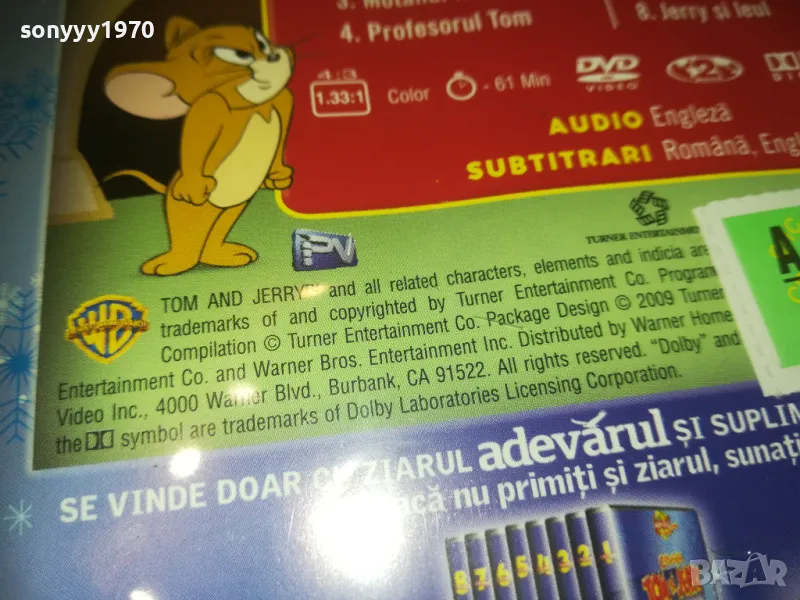 sonyyy1970
4. Profesorul Tom
8. Jerry și leul
4:3
1.33:1 Color - 61 Min DVD VIDEO 2
AUDIO Engleză
SUBTITRARI Română,
TURNER ENTERTAINMENT
PV
TOM AND JERRY and all related characters, elements and indicia are
trademarks of and copyrighted by Turner Entertainment Co. Program
Compilation © Turner Entertainment Co. Package Design © 2009 Turner
Entertainment Co. and Warner Bros. Entertainment Inc. Distributed by Warner Home
Video Inc., 4000 Warner Blvd., Burbank, CA 91522. All rights reserved. "Dolby" and
the DD symbol are trademarks of Dolby Laboratories Licensing Corporation.
WB
SE VINDE DOAR CU ZIARUL adevărul ȘI
nu primiți și ziarul,
8 7 6 5 4 3 2 1
BAZAR